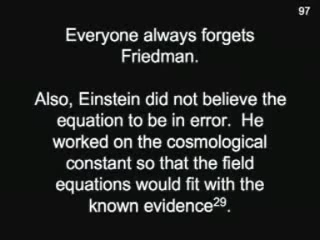 97
Everyone always forgets
Friedman.
Also, Einstein did not believe the
equation to be in error.  He
worked on the cosmological
constant so that the field
equations would fit with the
known evidence29.